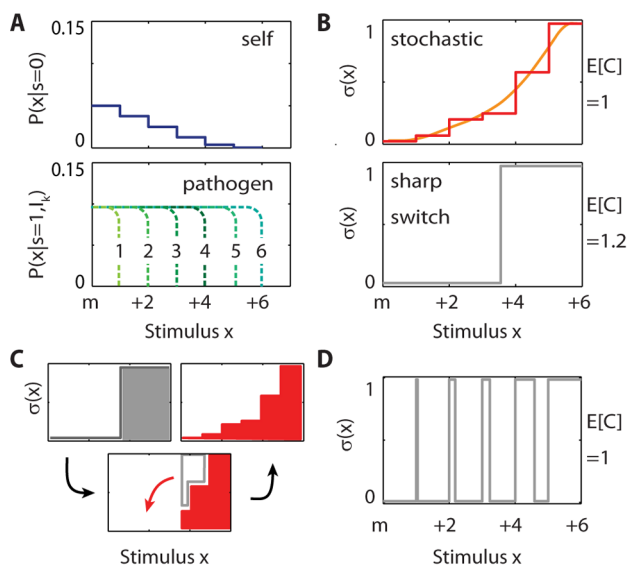 A
0.15
self
P(x|s=0)
0
0.15
pathogen
P(x|s=1,Iₖ)
1 2 3 4 5 6
0
m +2 +4 +6
Stimulus x
B
1
stochastic
σ(x)
E[C]
=1
0
1
sharp
switch
σ(x)
E[C]
=1.2
0
m +2 +4 +6
Stimulus x
C
σ(x)
Stimulus x
D
1
σ(x)
E[C]
=1
0
m +2 +4 +6
Stimulus x